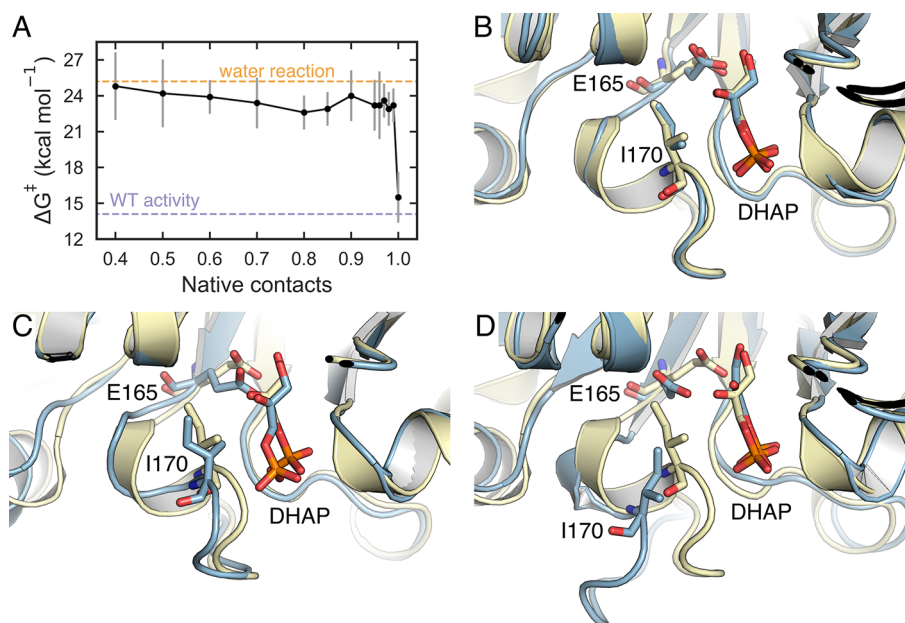 A
27
24
21
18
15
12
ΔG‡ (kcal mol−1)
water reaction
WT activity
0.4 0.5 0.6 0.7 0.8 0.9 1.0
Native contacts
B
E165
I170
DHAP
C
E165
I170
DHAP
D
E165
I170
DHAP